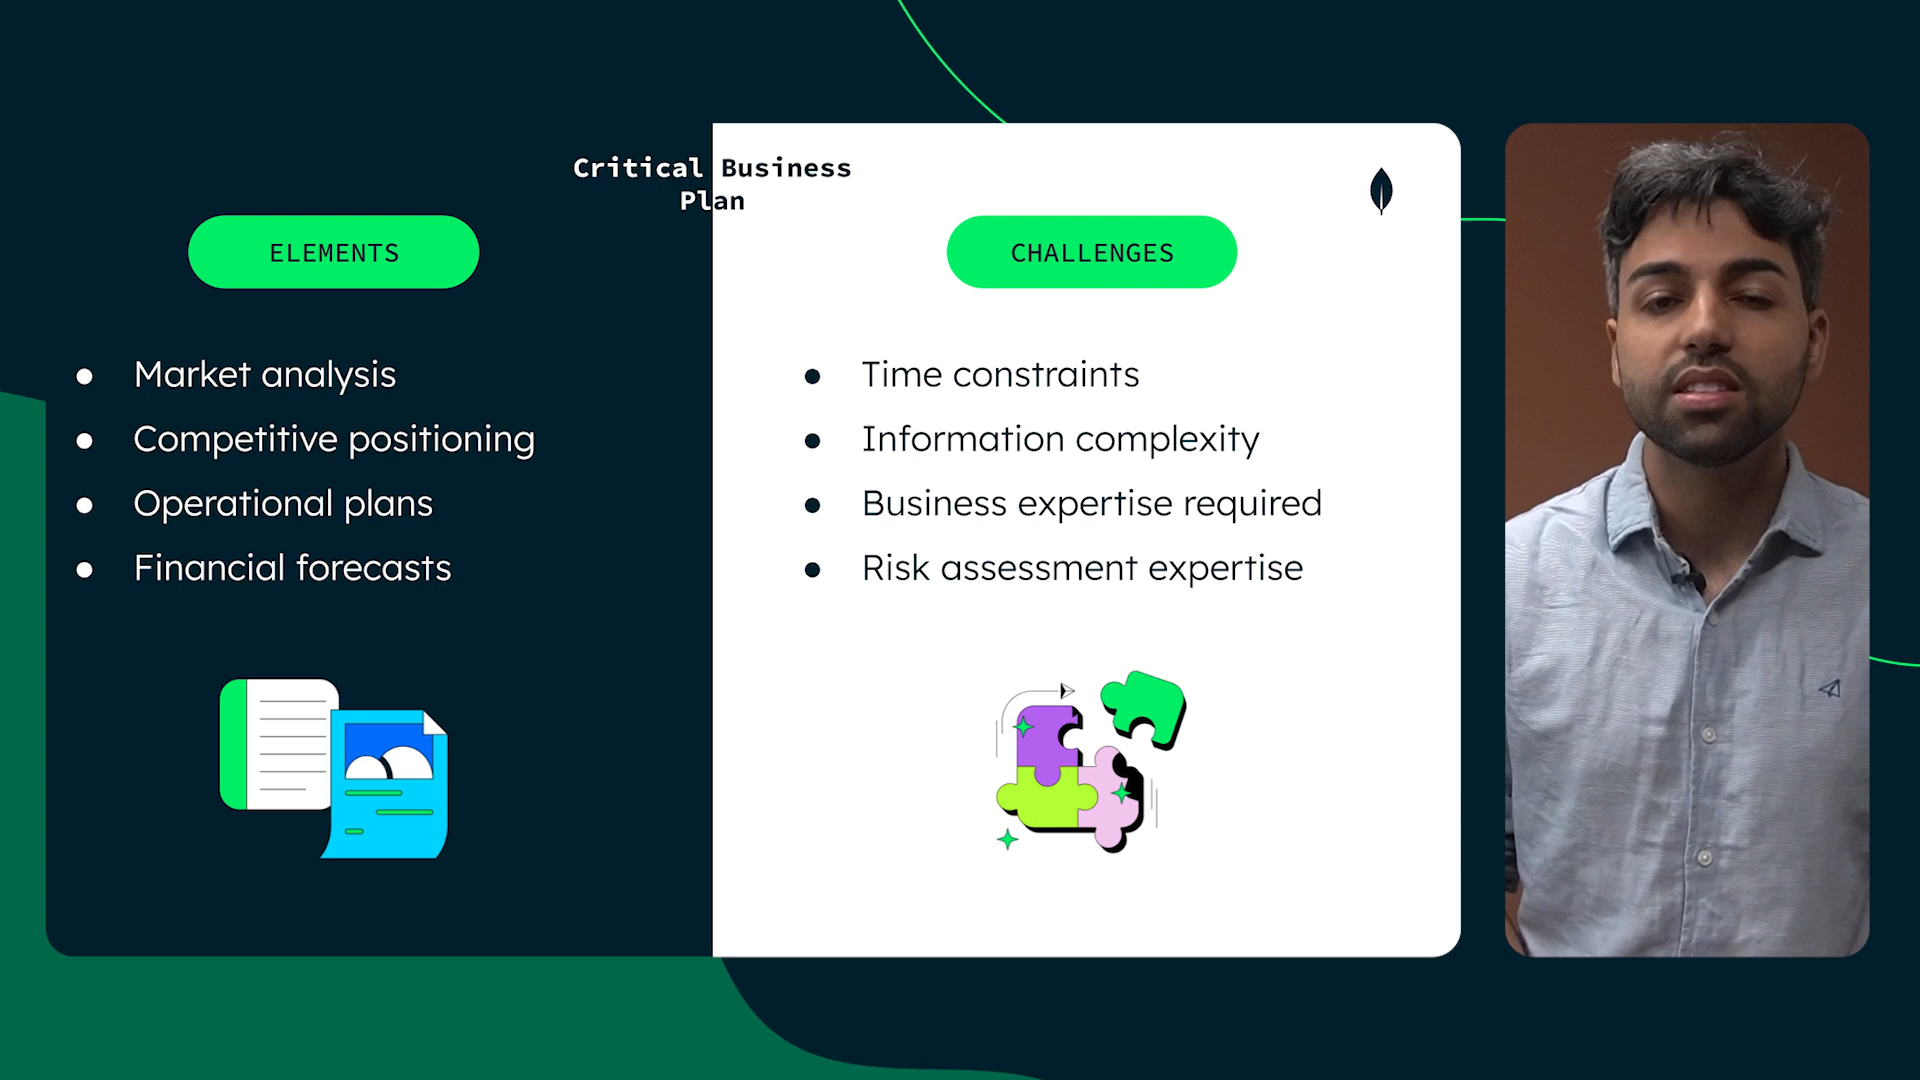 Critical Business
Plan
ELEMENTS
Market analysis
Competitive positioning
Operational plans
Financial forecasts
CHALLENGES
Time constraints
Information complexity
Business expertise required
Risk assessment expertise